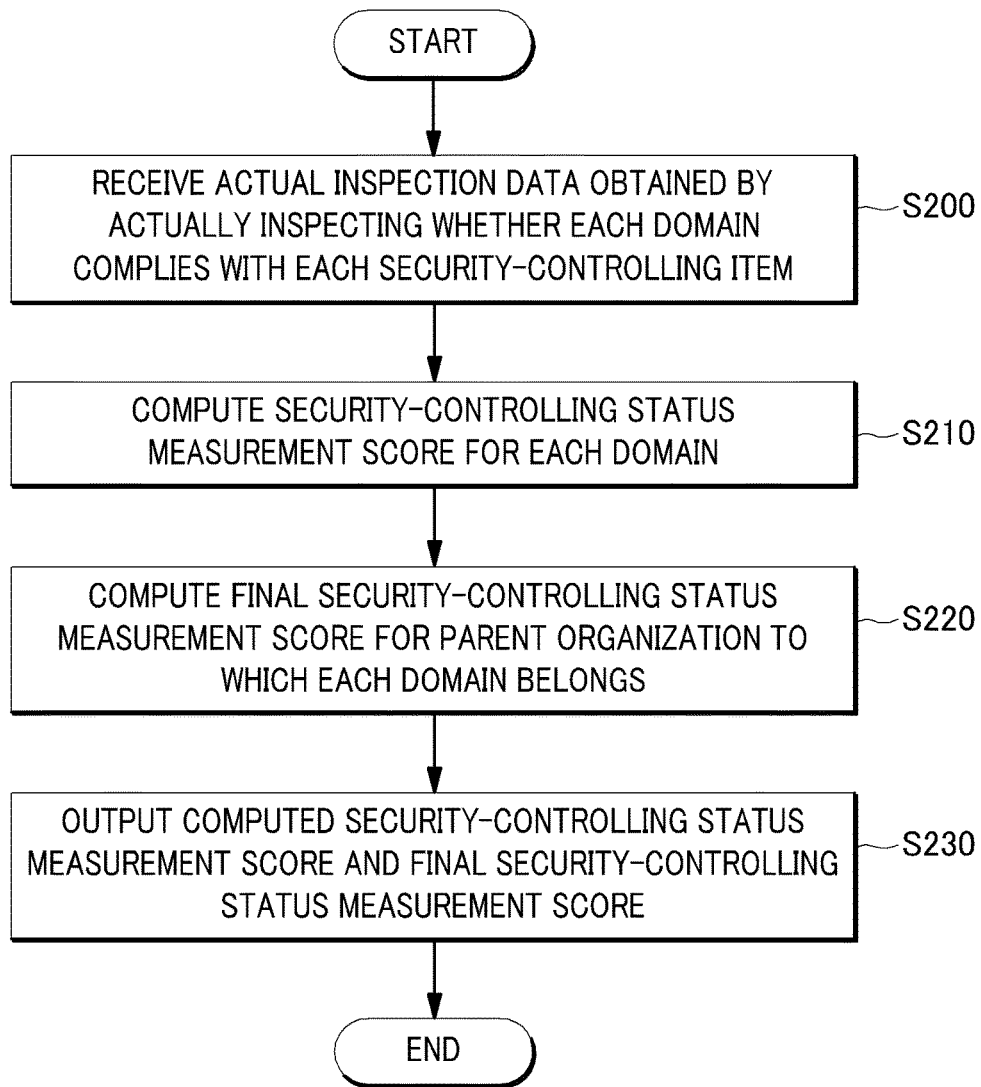 START
RECEIVE ACTUAL INSPECTION DATA OBTAINED BY
ACTUALLY INSPECTING WHETHER EACH DOMAIN
COMPLIES WITH EACH SECURITY-CONTROLLING ITEM
S200
COMPUTE SECURITY-CONTROLLING STATUS
MEASUREMENT SCORE FOR EACH DOMAIN
S210
COMPUTE FINAL SECURITY-CONTROLLING STATUS
MEASUREMENT SCORE FOR PARENT ORGANIZATION TO
WHICH EACH DOMAIN BELONGS
S220
OUTPUT COMPUTED SECURITY-CONTROLLING STATUS
MEASUREMENT SCORE AND FINAL SECURITY-CONTROLLING
STATUS MEASUREMENT SCORE
S230
END